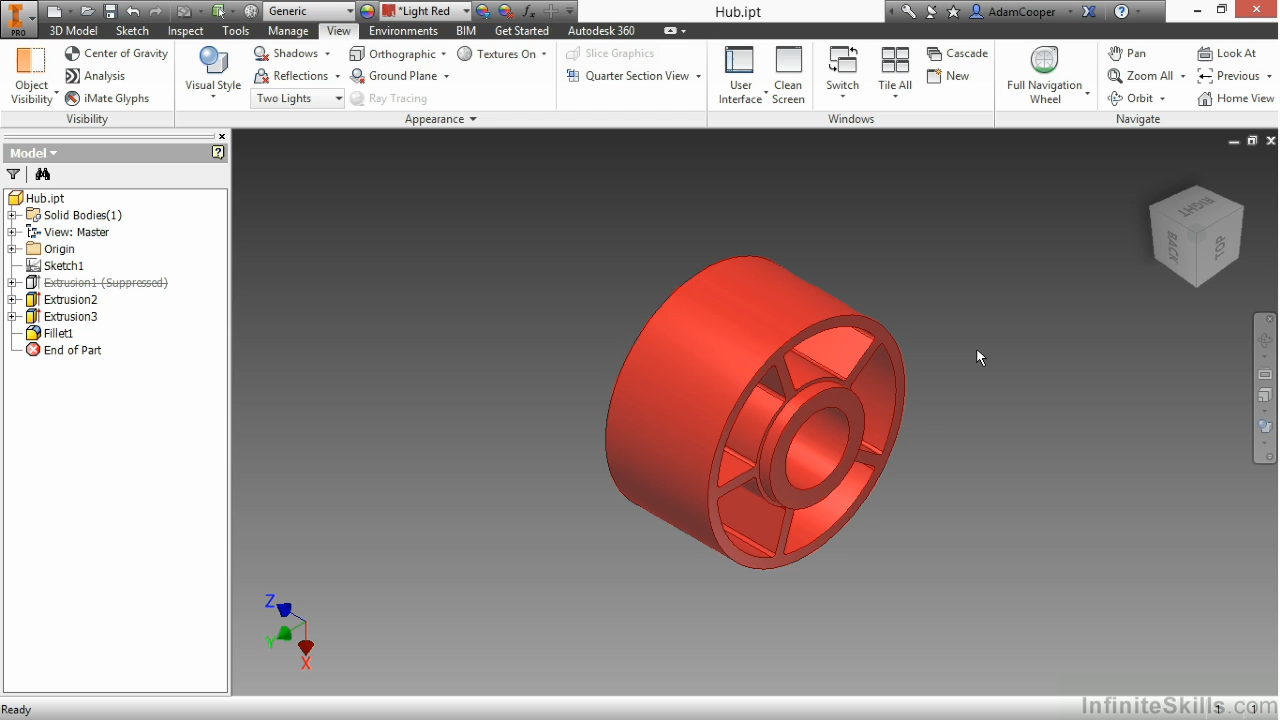 Generic *Light Red Hub.ipt AdamCooper
PRO 3D Model Sketch Inspect Tools Manage View Environments BIM Get Started Autodesk 360
Object Visibility
Center of Gravity
Analysis
iMate Glyphs
Visibility
Visual Style
Shadows
Reflections
Two Lights
Orthographic
Ground Plane
Ray Tracing
Textures On
Slice Graphics
Quarter Section View
Appearance
User Interface
Clean Screen
Switch
Tile All
Cascade
New
Windows
Full Navigation Wheel
Pan
Zoom All
Orbit
Look At
Previous
Home View
Navigate
Model
Hub.ipt
Solid Bodies(1)
View: Master
Origin
Sketch1
Extrusion1 (Suppressed)
Extrusion2
Extrusion3
Fillet1
End of Part
RIGHT
BACK
TOP
Z
Y
X
Ready
1 1
InfiniteSkills.com